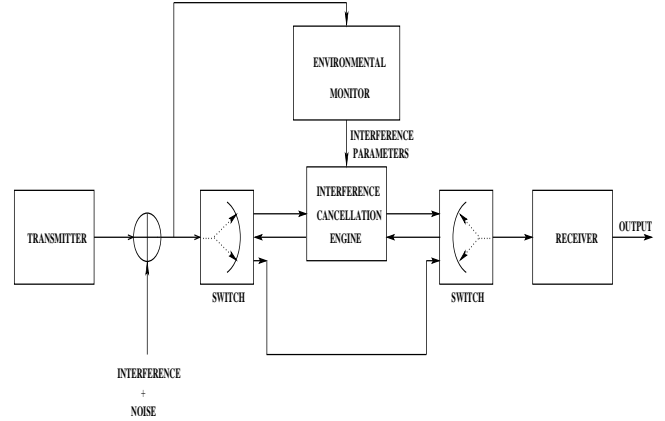 ENVIRONMENTAL
MONITOR
INTERFERENCE
PARAMETERS
INTERFERENCE
CANCELLATION
ENGINE
TRANSMITTER
RECEIVER
OUTPUT
SWITCH
SWITCH
INTERFERENCE
+
NOISE